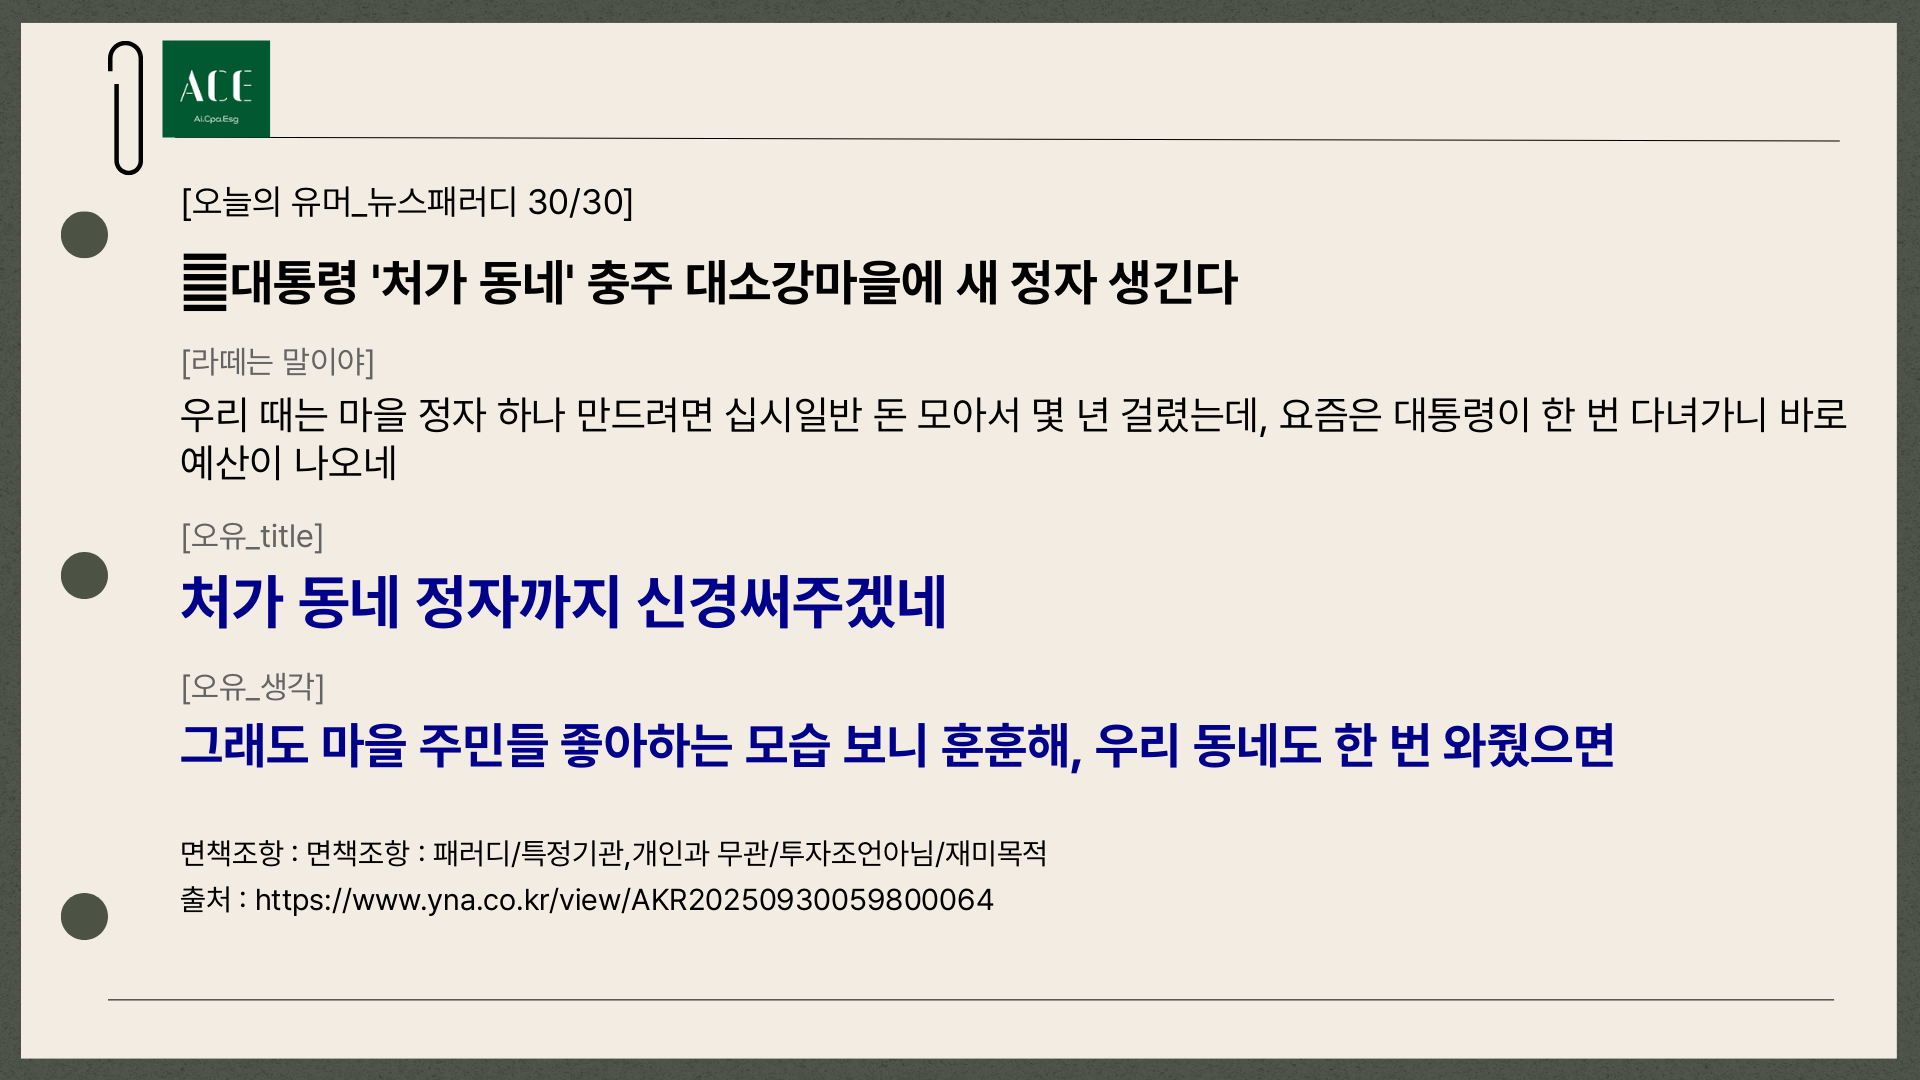 ACE
Ai.Cpa.Esg
[오늘의 유머_뉴스패러디 30/30]
䷀대통령 '처가 동네' 충주 대소강마을에 새 정자 생긴다
[라떼는 말이야]
우리 때는 마을 정자 하나 만드려면 십시일반 돈 모아서 몇 년 걸렸는데, 요즘은 대통령이 한 번 다녀가니 바로
예산이 나오네
[오유_title]
처가 동네 정자까지 신경써주겠네
[오유_생각]
그래도 마을 주민들 좋아하는 모습 보니 훈훈해, 우리 동네도 한 번 와줬으면
면책조항 : 면책조항 : 패러디/특정기관,개인과 무관/투자조언아님/재미목적
출처 : https://www.yna.co.kr/view/AKR20250930059800064